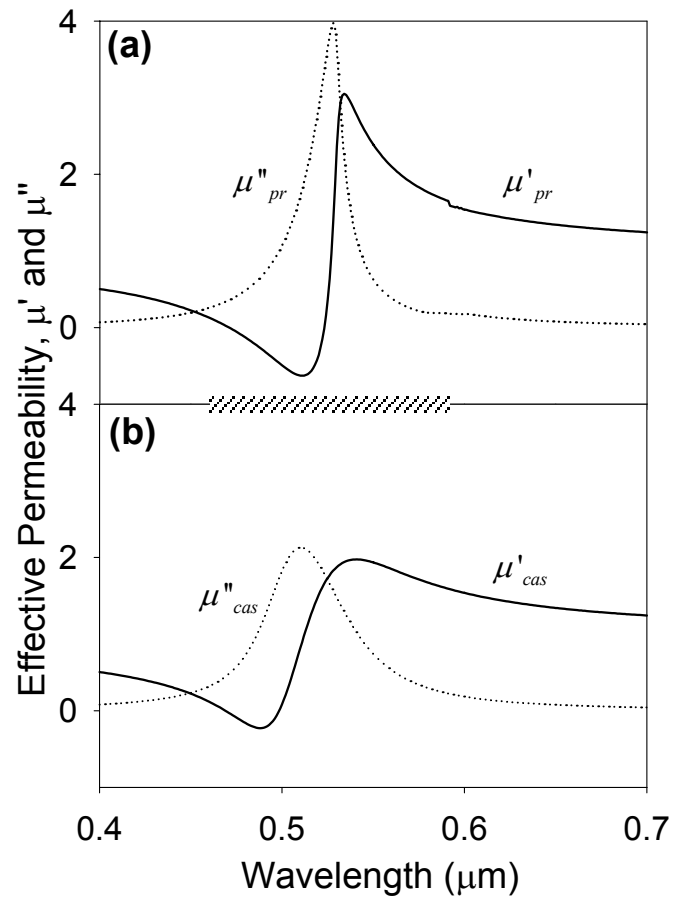 Effective Permeability, μ' and μ"
(a)
4
2
0
μ"pr
μ'pr
(b)
4
2
0
μ"cas
μ'cas
0.4 0.5 0.6 0.7
Wavelength (μm)